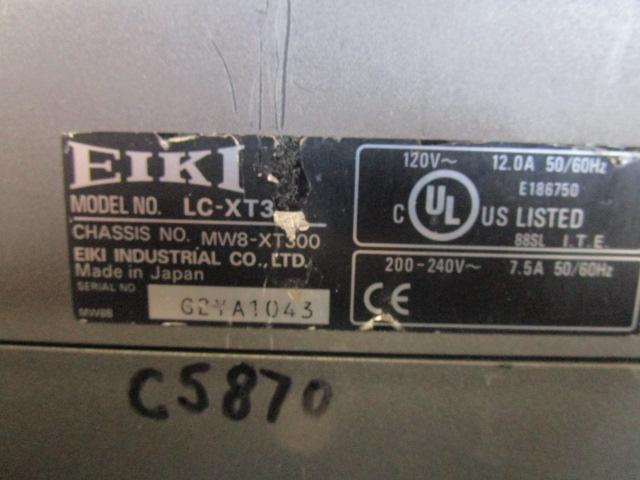 EIKI
MODEL NO. LC-XT3
CHASSIS NO. MW8-XT300
EIKI INDUSTRIAL CO.,LTD.
Made in Japan
SERIAL NO G2YA1043
MW8B
120V~ 12.0A 50/60Hz
E186750
C UL US LISTED
88SL I.T.E.
200-240V~ 7.5A 50/60Hz
CE
C5870